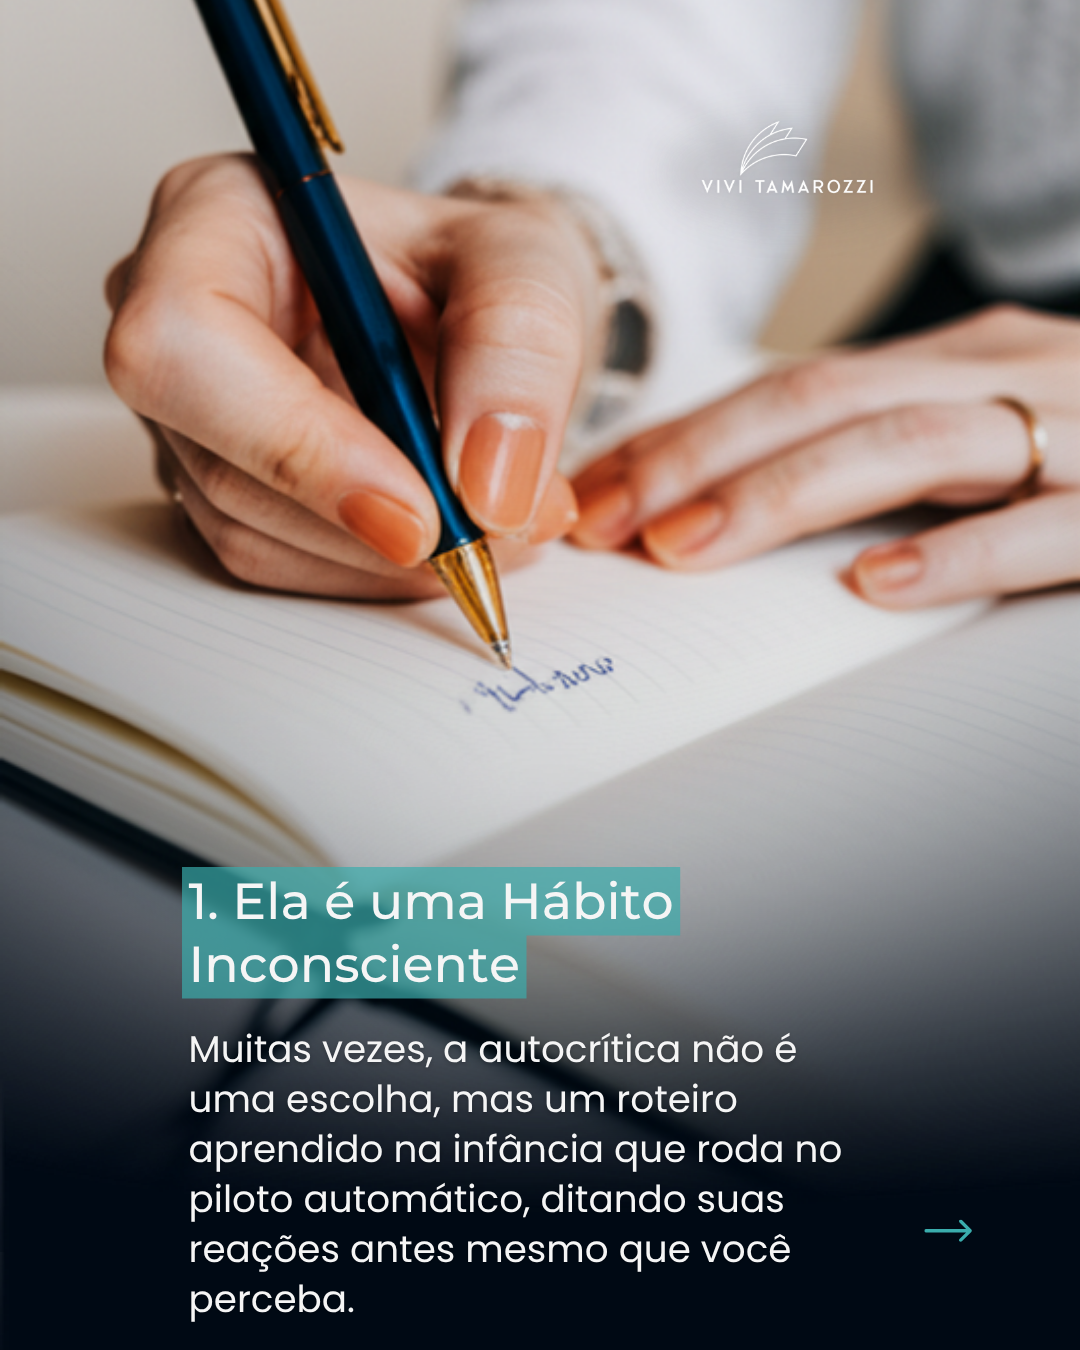 VIVI TAMAROZZI
1. Ela é uma Hábito
Inconsciente
Muitas vezes, a autocrítica não é
uma escolha, mas um roteiro
aprendido na infância que roda no
piloto automático, ditando suas
reações antes mesmo que você
perceba.